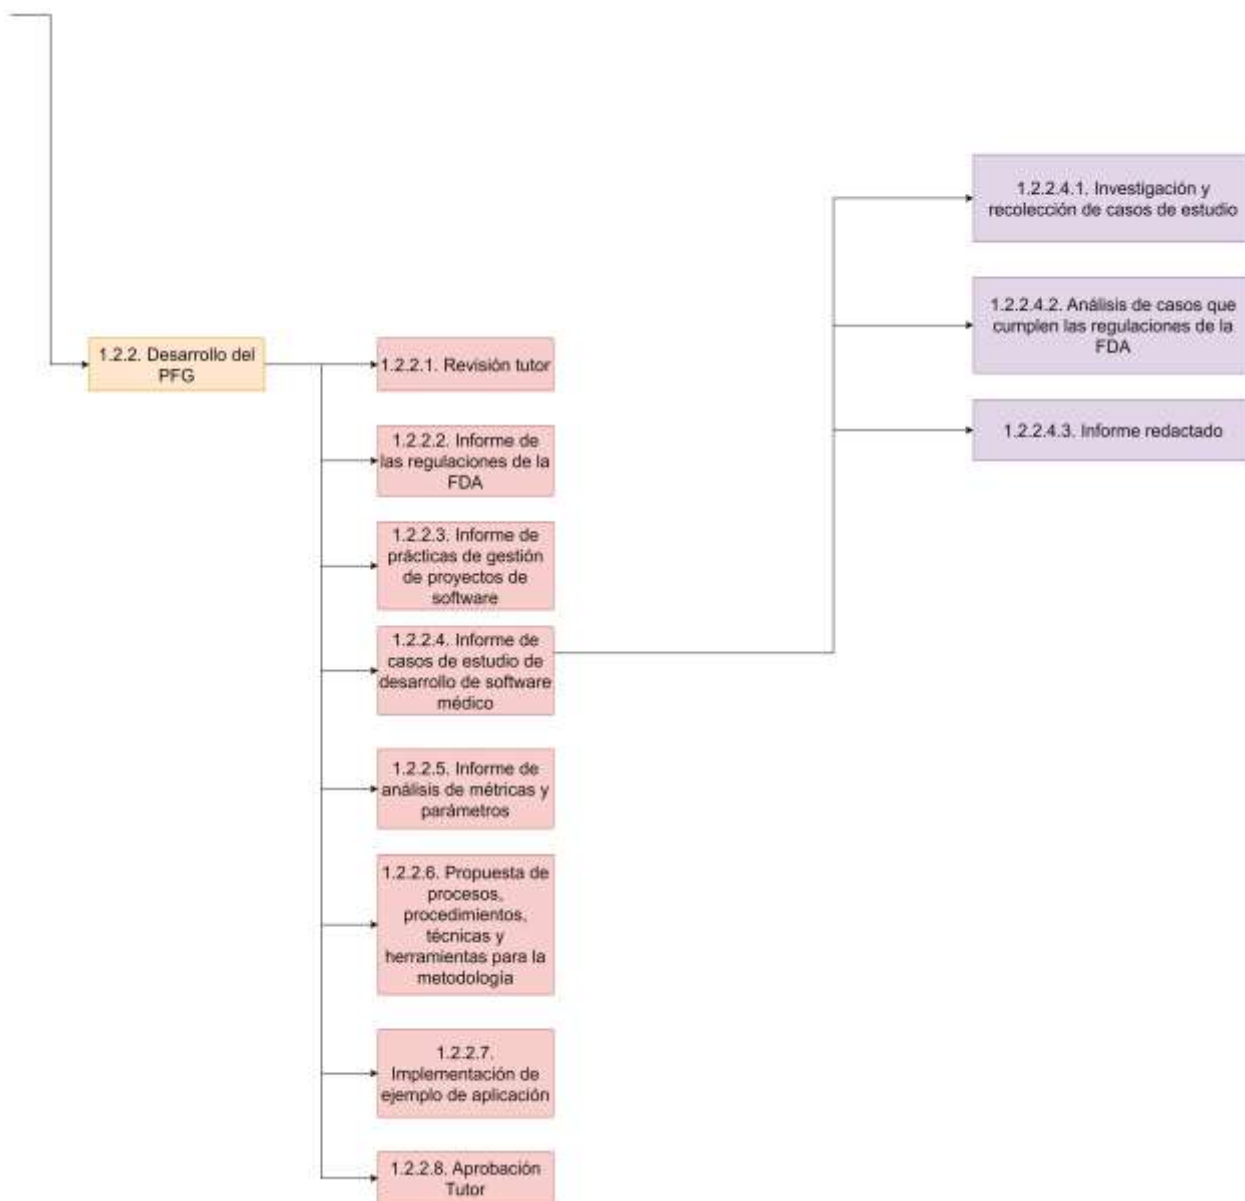 1.2.2. Desarrollo del
PFG
1.2.2.1. Revisión tutor
1.2.2.2. Informe de
las regulaciones de la
FDA
1.2.2.3. Informe de
prácticas de gestión
de proyectos de
software
1.2.2.4. Informe de
casos de estudio de
desarrollo de software
médico
1.2.2.5. Informe de
análisis de métricas y
parámetros
1.2.2.6. Propuesta de
procesos,
procedimientos,
técnicas y
herramientas para la
metodología
1.2.2.7.
Implementación de
ejemplo de aplicación
1.2.2.8. Aprobación
Tutor
1.2.2.4.1. Investigación y
recolección de casos de estudio
1.2.2.4.2. Análisis de casos que
cumplen las regulaciones de la
FDA
1.2.2.4.3. Informe redactado